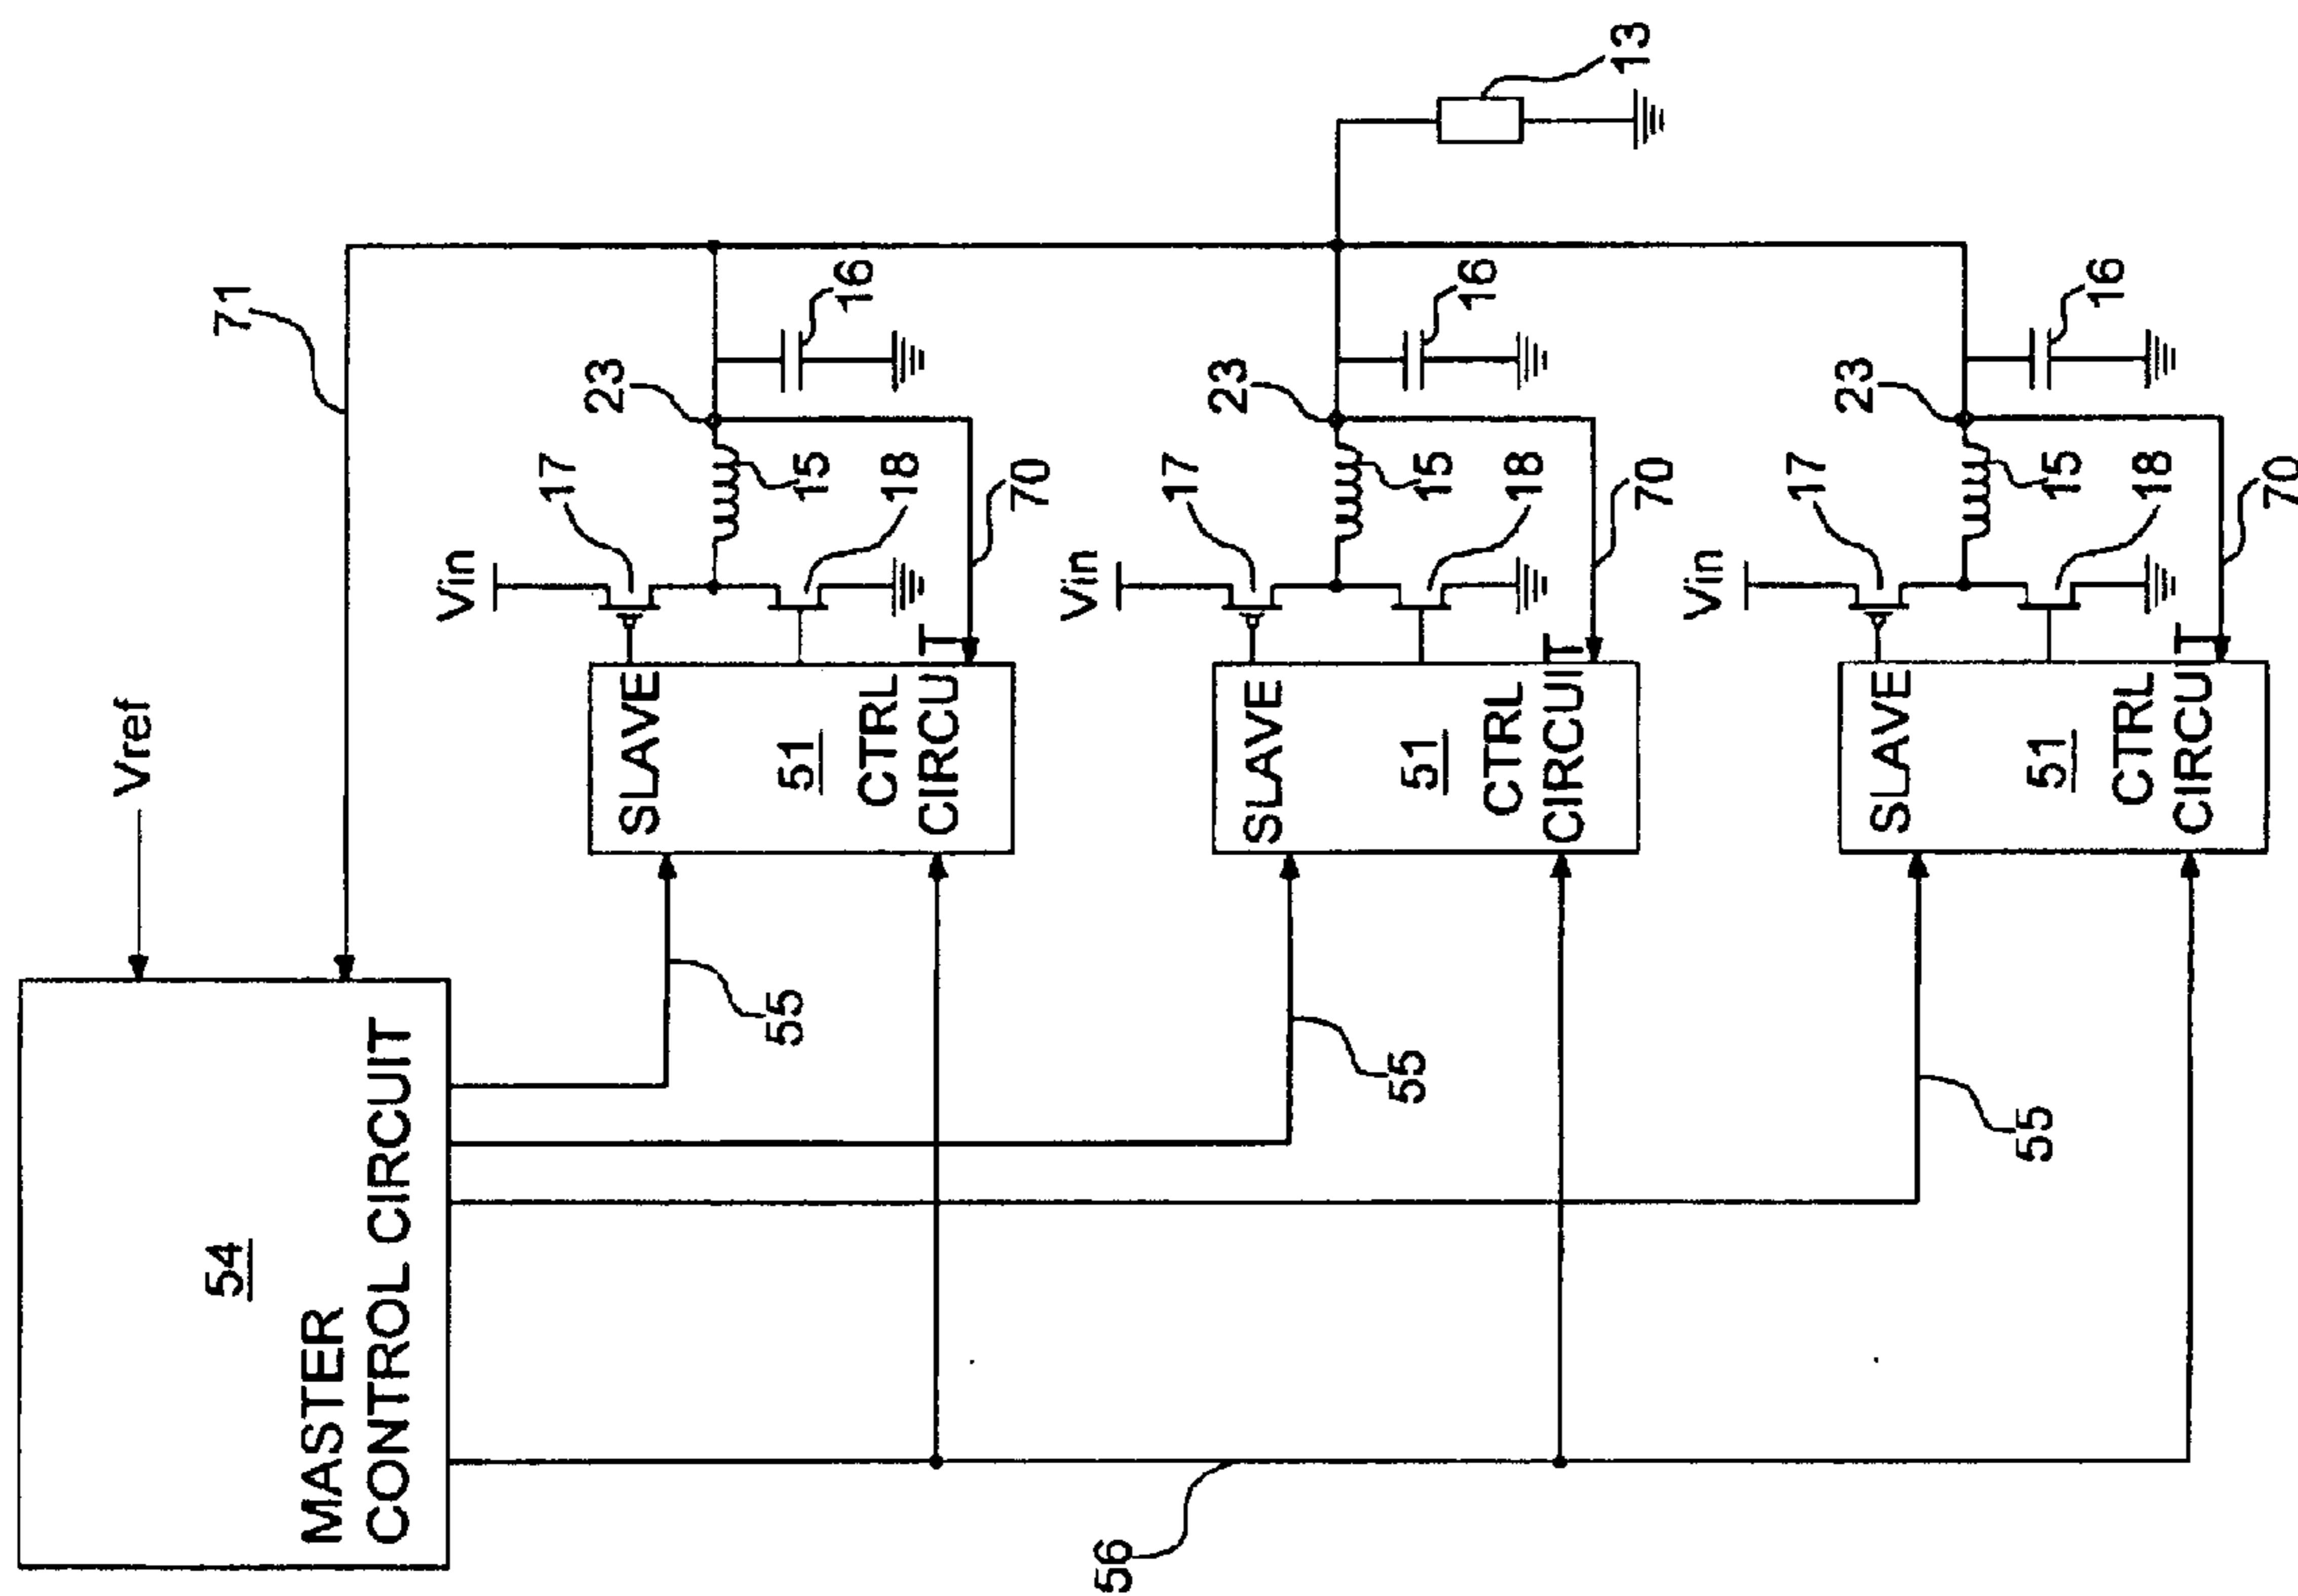 Vref
71
54
MASTER
CONTROL CIRCUIT
55
55
55
56
Vin
17
23
16
15
18
70
SLAVE
51
CTRL
CIRCUIT
Vin
17
23
16
15
18
70
SLAVE
51
CTRL
CIRCUIT
Vin
17
23
16
15
18
70
SLAVE
51
CTRL
CIRCUIT
13